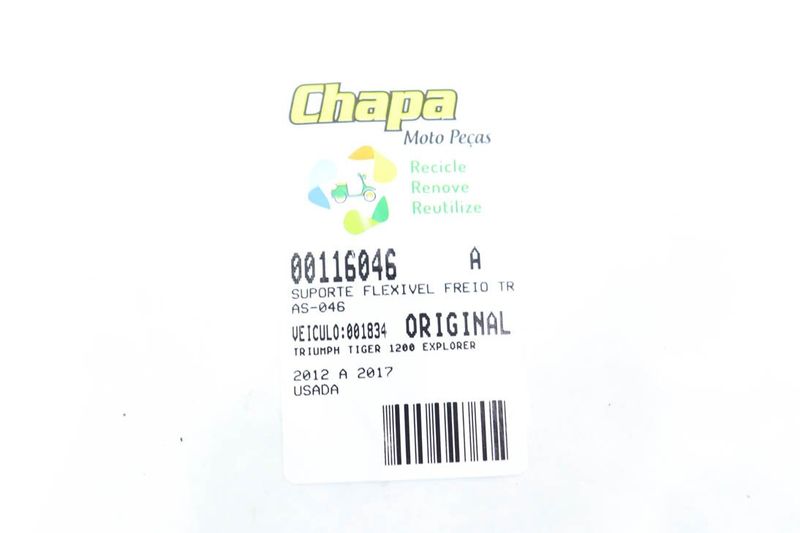 Chapa
Moto Peças
Recicle
Renove
Reutilize
00116046 A
SUPORTE FLEXIVEL FREIO TR
AS-046
VEICULO:001834 ORIGINAL
TRIUMPH TIGER 1200 EXPLORER
2012 A 2017
USADA